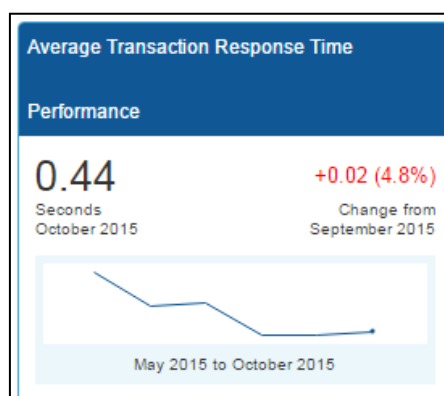 Average Transaction Response Time
Performance
0.44
+0.02 (4.8%)
Seconds
October 2015
Change from
September 2015
May 2015 to October 2015